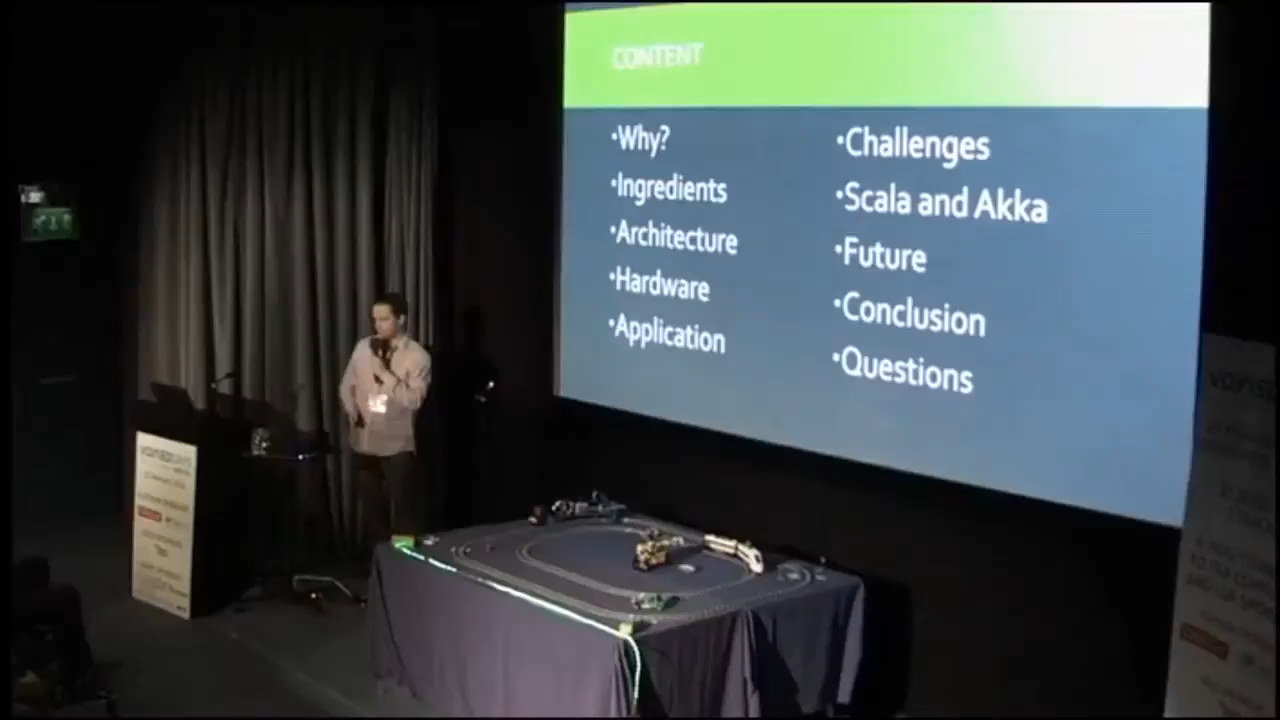 CONTENT
•Why?
•Ingredients
•Architecture
•Hardware
•Application
•Challenges
•Scala and Akka
•Future
•Conclusion
•Questions